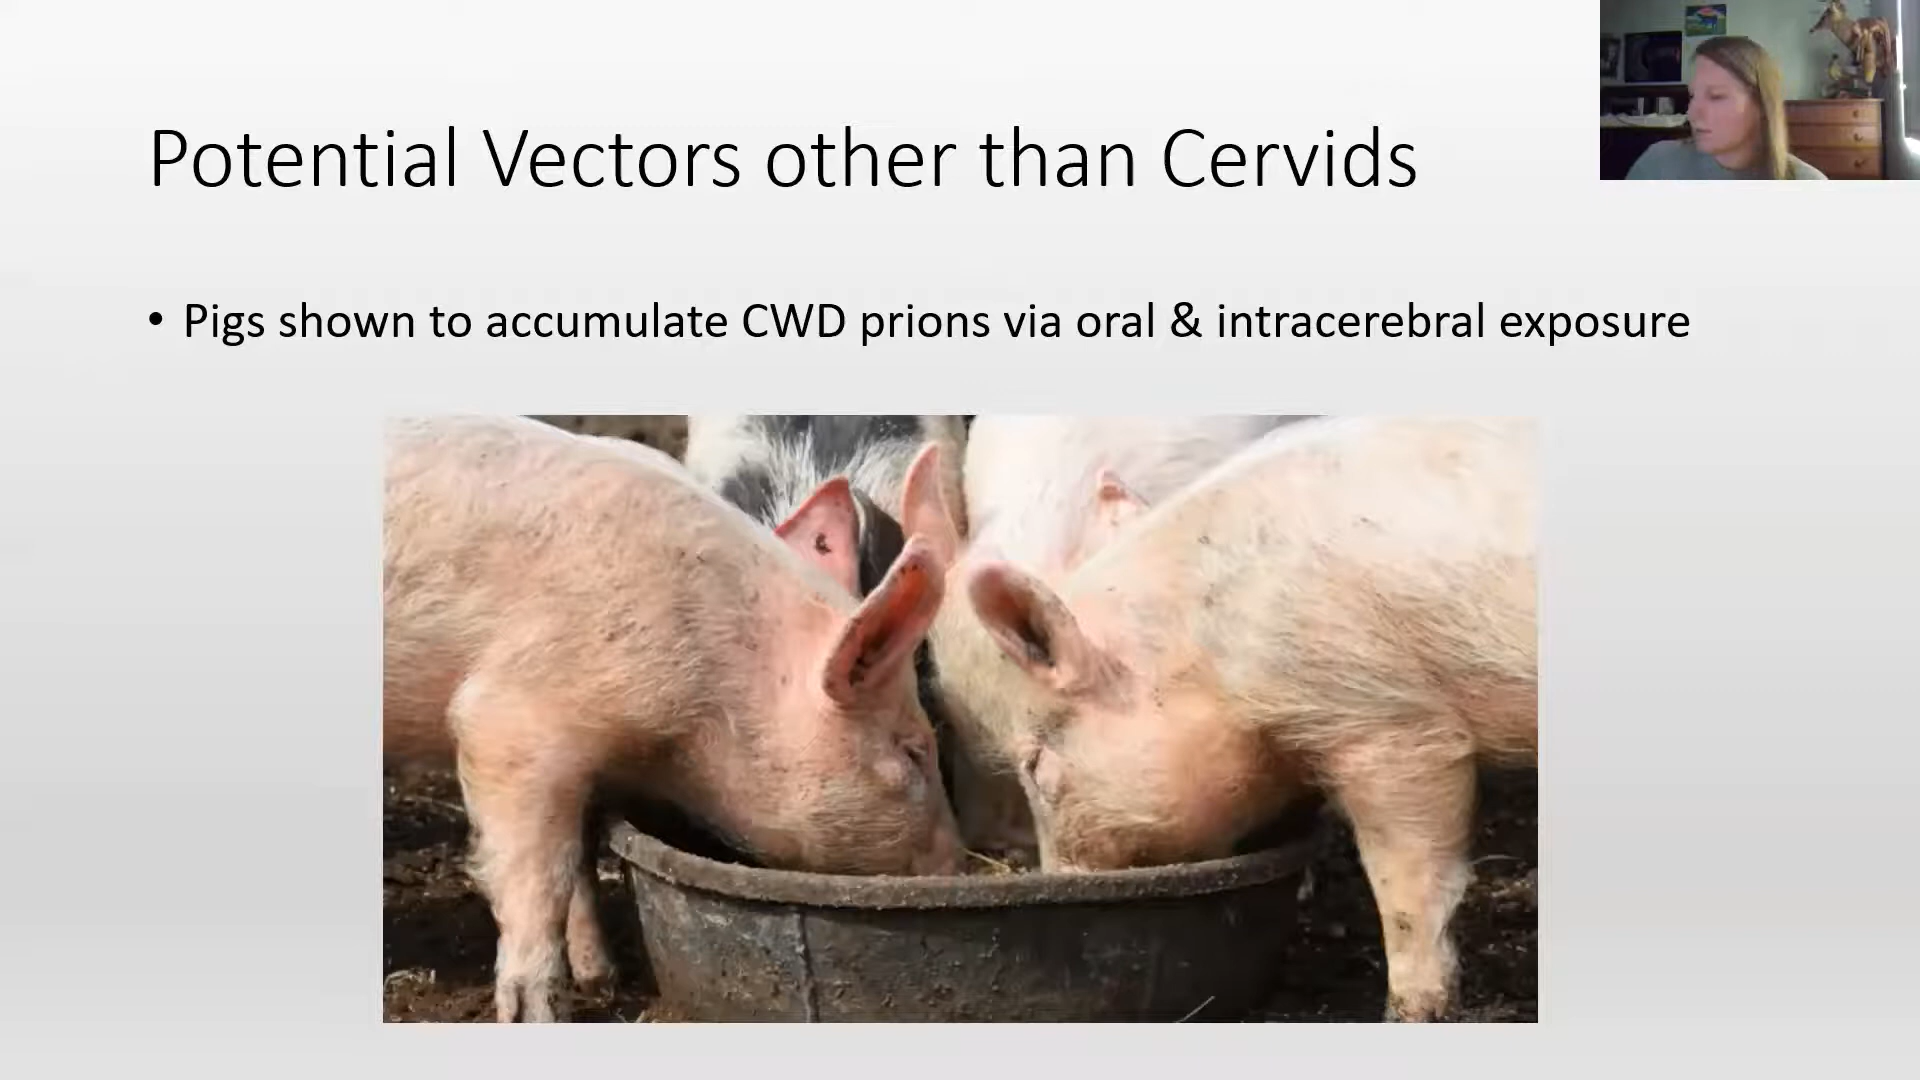 Potential Vectors other than Cervids
• Pigs shown to accumulate CWD prions via oral & intracerebral exposure